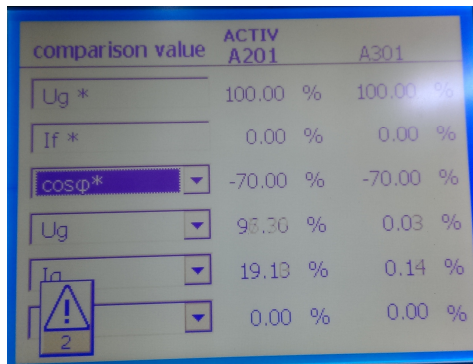 ACTIV
comparison value A201 A301
Ug * 100.00 % 100.00 %
If * 0.00 % 0.00 %
cosφ* -70.00 % -70.00 %
Ug % 0.03 %
19.13 % 0.14 %
2 0.00 % 0.00 %